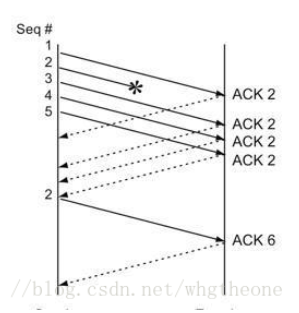 Seq #
1
2
3
4
5
ACK 2
ACK 2
ACK 2
ACK 2
2
ACK 6
//blog.csdn.net/whgtheone